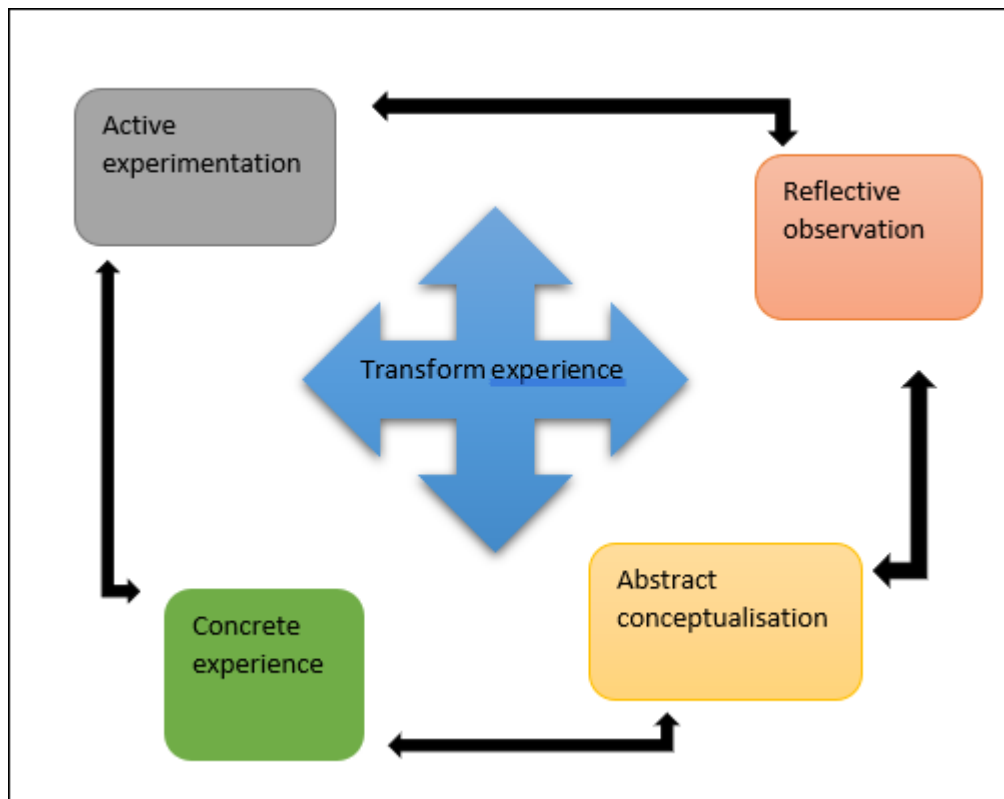 Active
experimentation
Reflective
observation
Transform experience
Abstract
conceptualisation
Concrete
experience